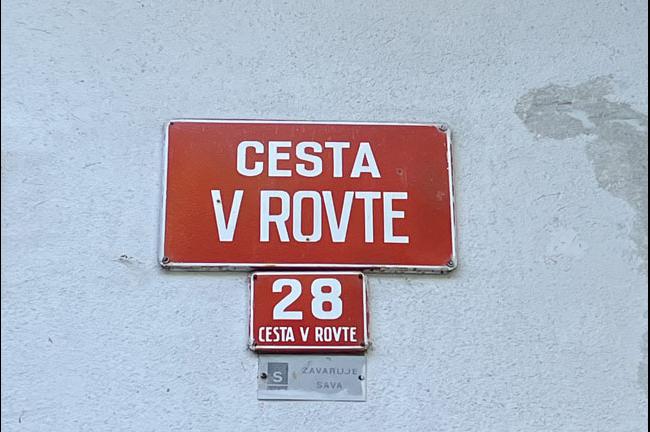 CESTA
V ROVTE
28
CESTA V ROVTE
S ZAVARUJE
SAVA